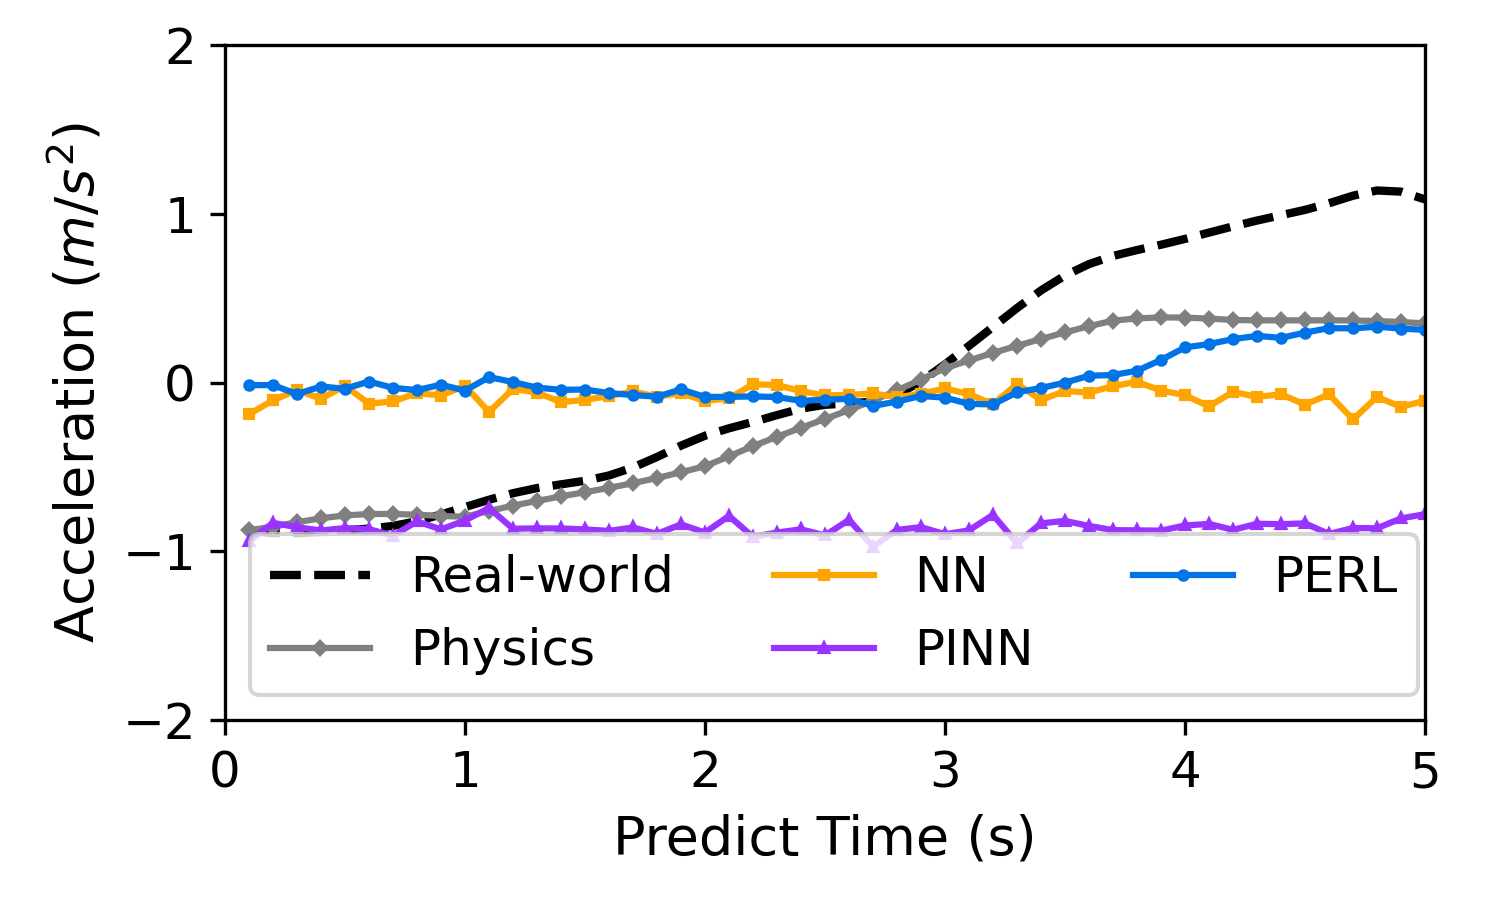 2
1
0
−1
−2
Acceleration (m/s²)
0 1 2 3 4 5
Predict Time (s)
Real-world NN PERL
Physics PINN